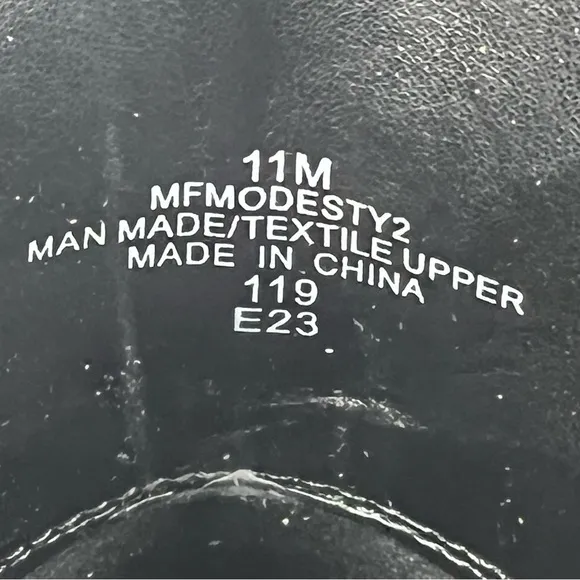 11M
MFMODESTY2
MAN MADE/TEXTILE UPPER
MADE IN CHINA
119
E23